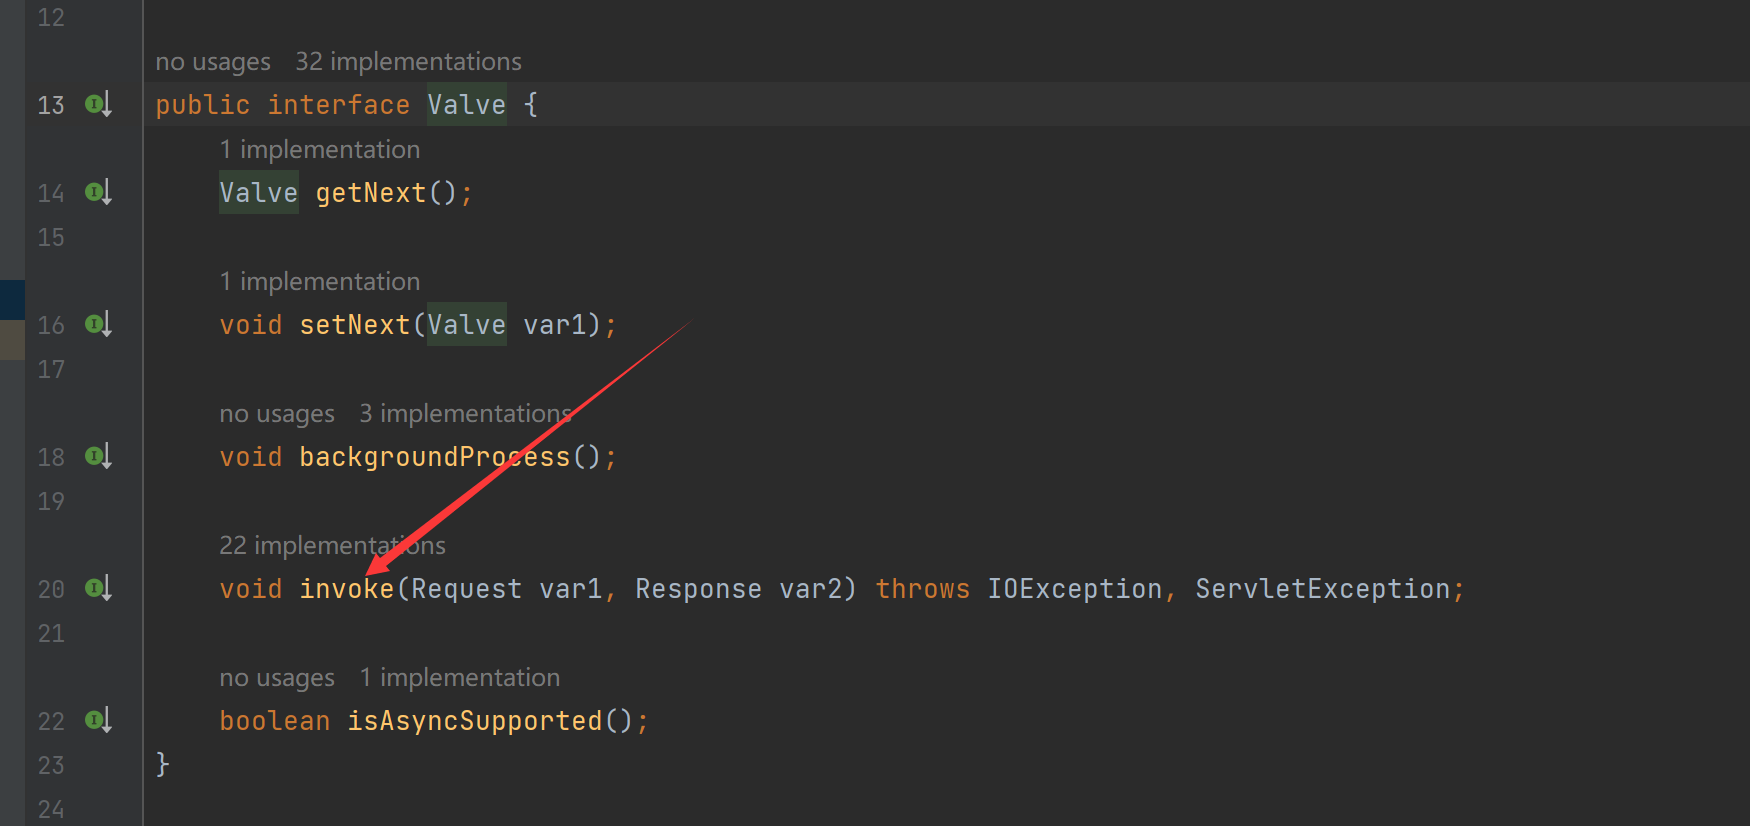 12
no usages   32 implementations
13 public interface Valve {
1 implementation
14 Valve getNext();
15
1 implementation
16 void setNext(Valve var1);
17
no usages   3 implementations
18 void backgroundProcess();
19
22 implementations
20 void invoke(Request var1, Response var2) throws IOException, ServletException;
21
no usages   1 implementation
22 boolean isAsyncSupported();
23 }
24